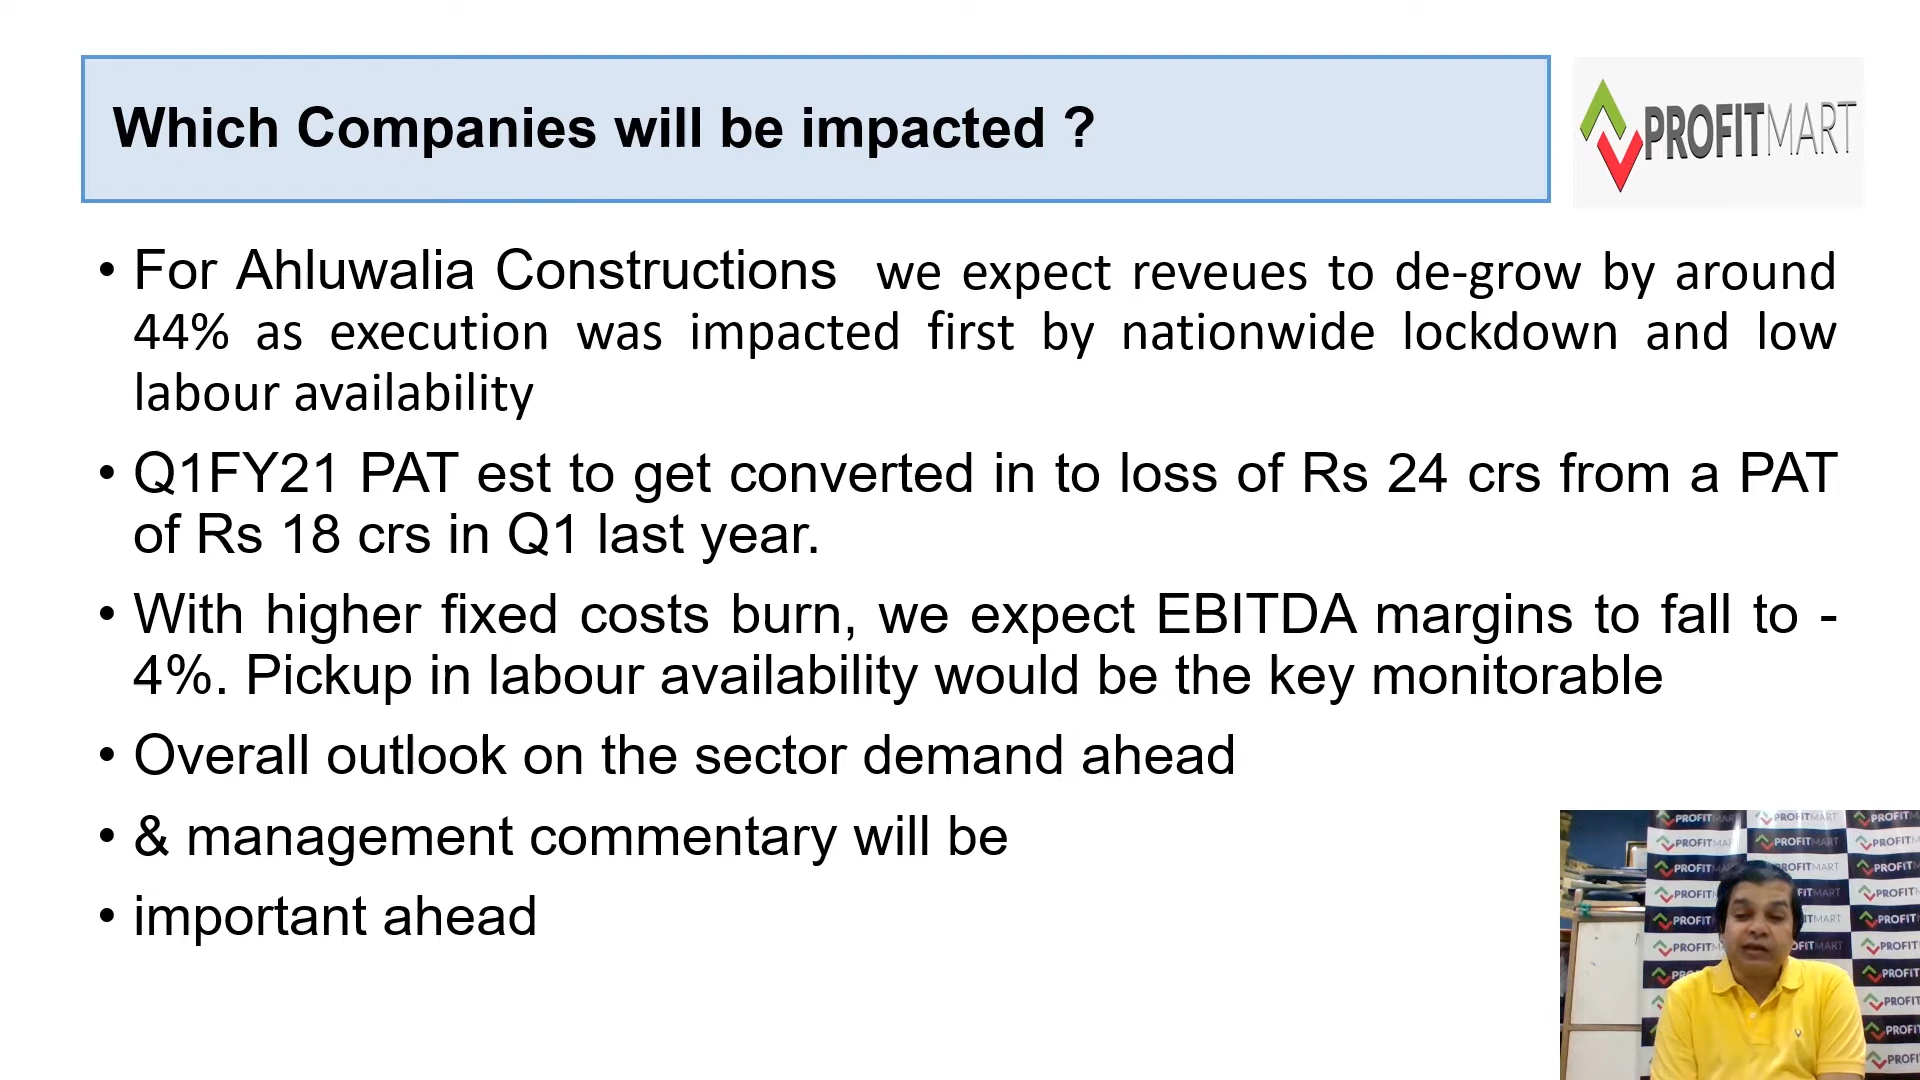 Which Companies will be impacted ?
PROFITMART
• For Ahluwalia Constructions we expect reveues to de-grow by around
44% as execution was impacted first by nationwide lockdown and low
labour availability
• Q1FY21 PAT est to get converted in to loss of Rs 24 crs from a PAT
of Rs 18 crs in Q1 last year.
• With higher fixed costs burn, we expect EBITDA margins to fall to -
4%. Pickup in labour availability would be the key monitorable
• Overall outlook on the sector demand ahead
• & management commentary will be
• important ahead